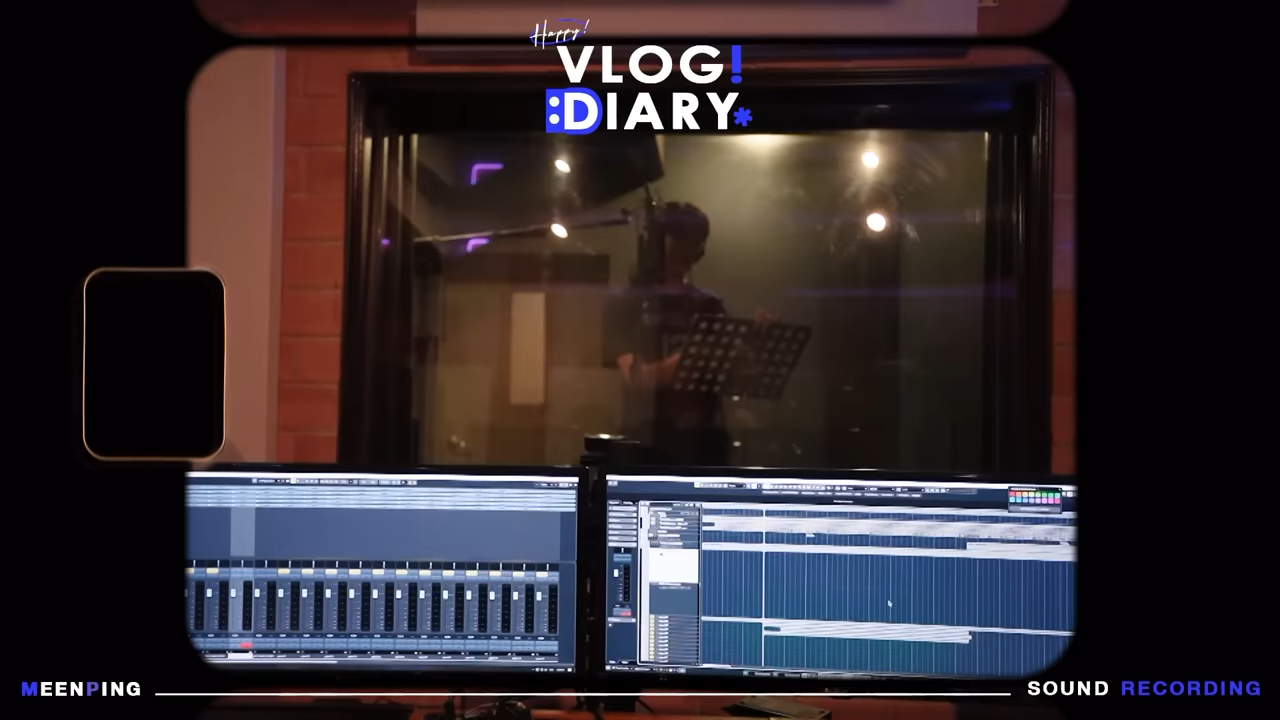 Happy!
VLOG!
:DIARY*
MEENPING
SOUND RECORDING